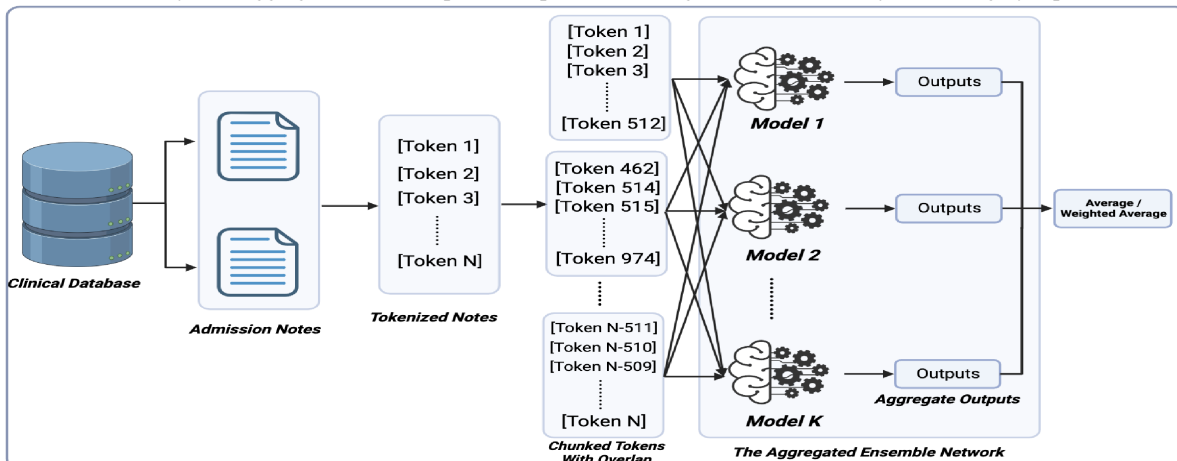 Clinical Database
Admission Notes
[Token 1]
[Token 2]
[Token 3]
[Token N]
Tokenized Notes
[Token 1]
[Token 2]
[Token 3]
[Token 512]
[Token 462]
[Token 514]
[Token 515]
[Token 974]
[Token N-511]
[Token N-510]
[Token N-509]
[Token N]
Chunked Tokens
With Overlap
Model 1
Model 2
Model K
Outputs
Outputs
Outputs
Aggregate Outputs
The Aggregated Ensemble Network
Average /
Weighted Average